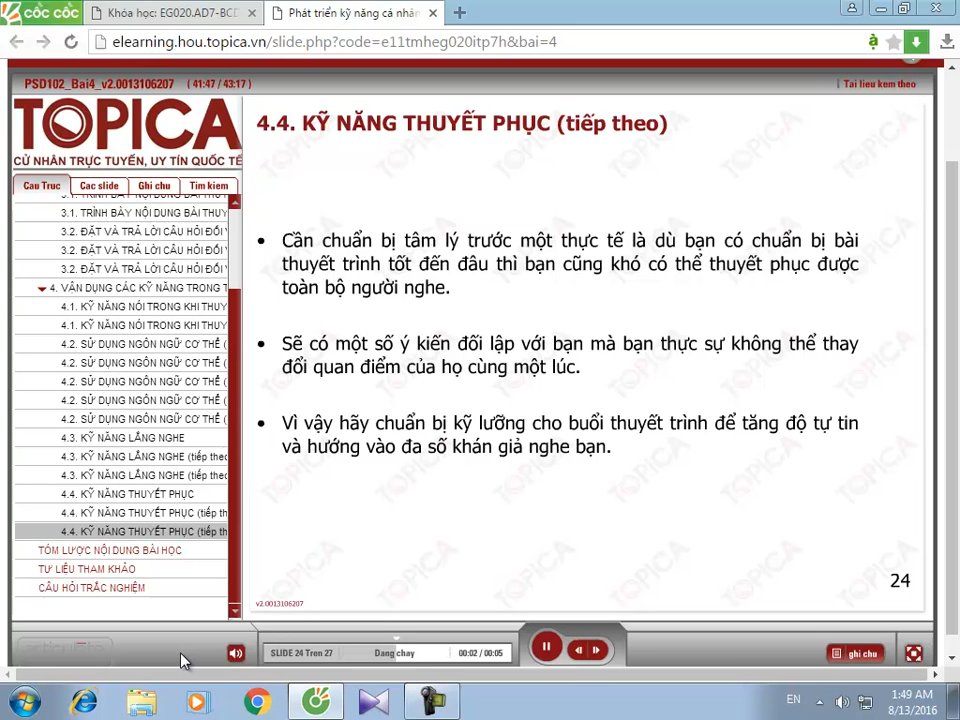 cốc cốc
Khóa học: EG020.AD7-BCD
Phát triển kỹ năng cá nhân
elearning.hou.topica.vn/slide.php?code=e11tmheg020itp7h&bai=4
PSD102_Bai4_v2.0013106207 ( 41:47 / 43:17 )
Tai lieu kem theo
TOPICA
CỬ NHÂN TRỰC TUYẾN, UY TÍN QUỐC TẾ
Cau Truc
Cac slide
Ghi chu
Tim kiem
3.1. TRÌNH BÀY NỘI DUNG BÀI THUY
3.1. TRÌNH BÀY NỘI DUNG BÀI THUY
3.2. ĐẶT VÀ TRẢ LỜI CÂU HỎI ĐỐI V
3.2. ĐẶT VÀ TRẢ LỜI CÂU HỎI ĐỐI V
3.2. ĐẶT VÀ TRẢ LỜI CÂU HỎI ĐỐI V
4. VẬN DỤNG CÁC KỸ NĂNG TRONG T
4.1. KỸ NĂNG NÓI TRONG KHI THUY
4.1. KỸ NĂNG NÓI TRONG KHI THUY
4.2. SỬ DỤNG NGÔN NGỮ CƠ THỂ (
4.2. SỬ DỤNG NGÔN NGỮ CƠ THỂ (
4.2. SỬ DỤNG NGÔN NGỮ CƠ THỂ (
4.2. SỬ DỤNG NGÔN NGỮ CƠ THỂ (
4.2. SỬ DỤNG NGÔN NGỮ CƠ THỂ (
4.3. KỸ NĂNG LẮNG NGHE
4.3. KỸ NĂNG LẮNG NGHE (tiếp theo
4.3. KỸ NĂNG LẮNG NGHE (tiếp theo
4.4. KỸ NĂNG THUYẾT PHỤC
4.4. KỸ NĂNG THUYẾT PHỤC (tiếp th
4.4. KỸ NĂNG THUYẾT PHỤC (tiếp th
TÓM LƯỢC NỘI DUNG BÀI HỌC
TƯ LIỆU THAM KHẢO
CÂU HỎI TRẮC NGHIỆM
4.4. KỸ NĂNG THUYẾT PHỤC (tiếp theo)
• Cần chuẩn bị tâm lý trước một thực tế là dù bạn có chuẩn bị bài
thuyết trình tốt đến đâu thì bạn cũng khó có thể thuyết phục được
toàn bộ người nghe.
• Sẽ có một số ý kiến đối lập với bạn mà bạn thực sự không thể thay
đổi quan điểm của họ cùng một lúc.
• Vì vậy hãy chuẩn bị kỹ lưỡng cho buổi thuyết trình để tăng độ tự tin
và hướng vào đa số khán giả nghe bạn.
24
v2.0013106207
SLIDE 24 Tren 27
Dang chay
00:02 / 00:05
ghi chu
EN
1:49 AM
8/13/2016